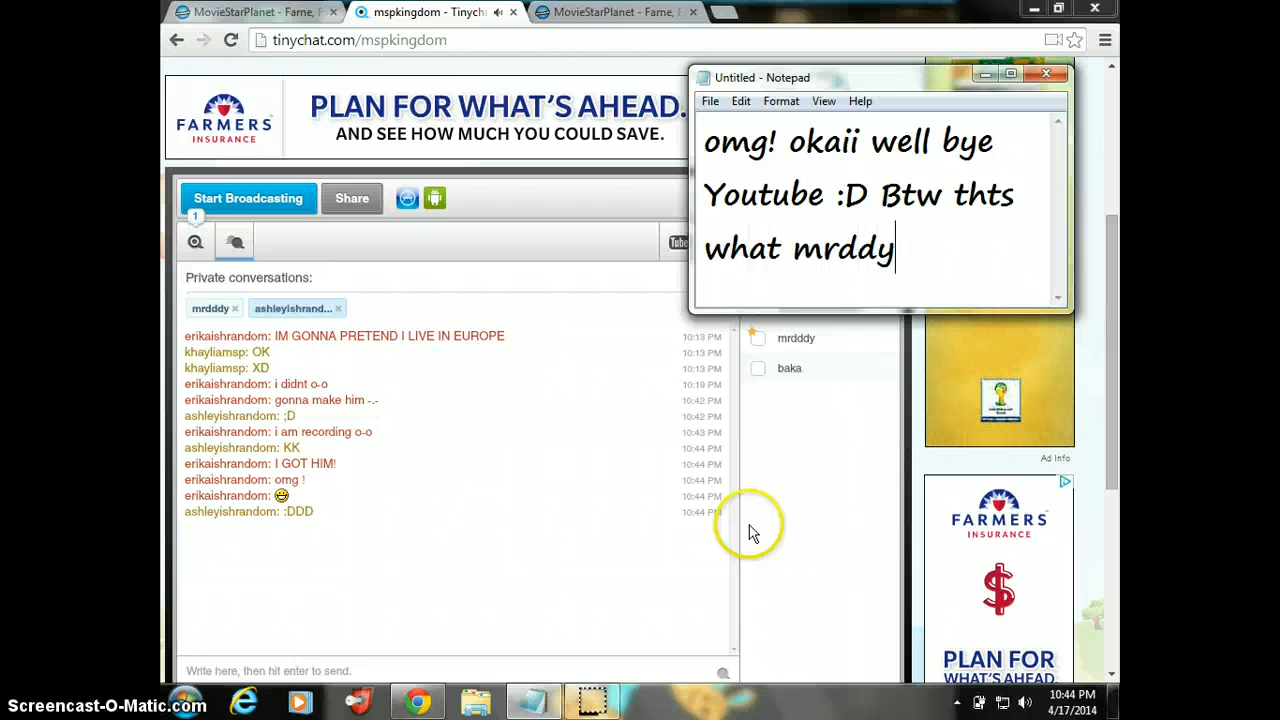 MovieStarPlanet - Fame, F
mspkingdom - Tinych
MovieStarPlanet - Fame, F
tinychat.com/mspkingdom
FARMERS
INSURANCE
PLAN FOR WHAT'S AHEAD.
AND SEE HOW MUCH YOU COULD SAVE.
Untitled - Notepad
File Edit Format View Help
omg! okaii well bye
Youtube :D Btw thts
what mrddy
Start Broadcasting
Share
1
You
Tube
Private conversations:
mrdddy
ashleyishrand...
erikaishrandom: IM GONNA PRETEND I LIVE IN EUROPE 10:13 PM
khayliamsp: OK 10:13 PM
khayliamsp: XD 10:13 PM
erikaishrandom: i didnt o-o 10:19 PM
erikaishrandom: gonna make him -.- 10:42 PM
ashleyishrandom: ;D 10:42 PM
erikaishrandom: i am recording o-o 10:43 PM
ashleyishrandom: KK 10:44 PM
erikaishrandom: I GOT HIM! 10:44 PM
erikaishrandom: omg ! 10:44 PM
erikaishrandom: 10:44 PM
ashleyishrandom: :DDD 10:44 PM
mrdddy
baka
Ad Info
FARMERS
INSURANCE
$
PLAN FOR
WHAT'S AHEAD
Write here, then hit enter to send.
10:44 PM
4/17/2014
Screencast-O-Matic.com